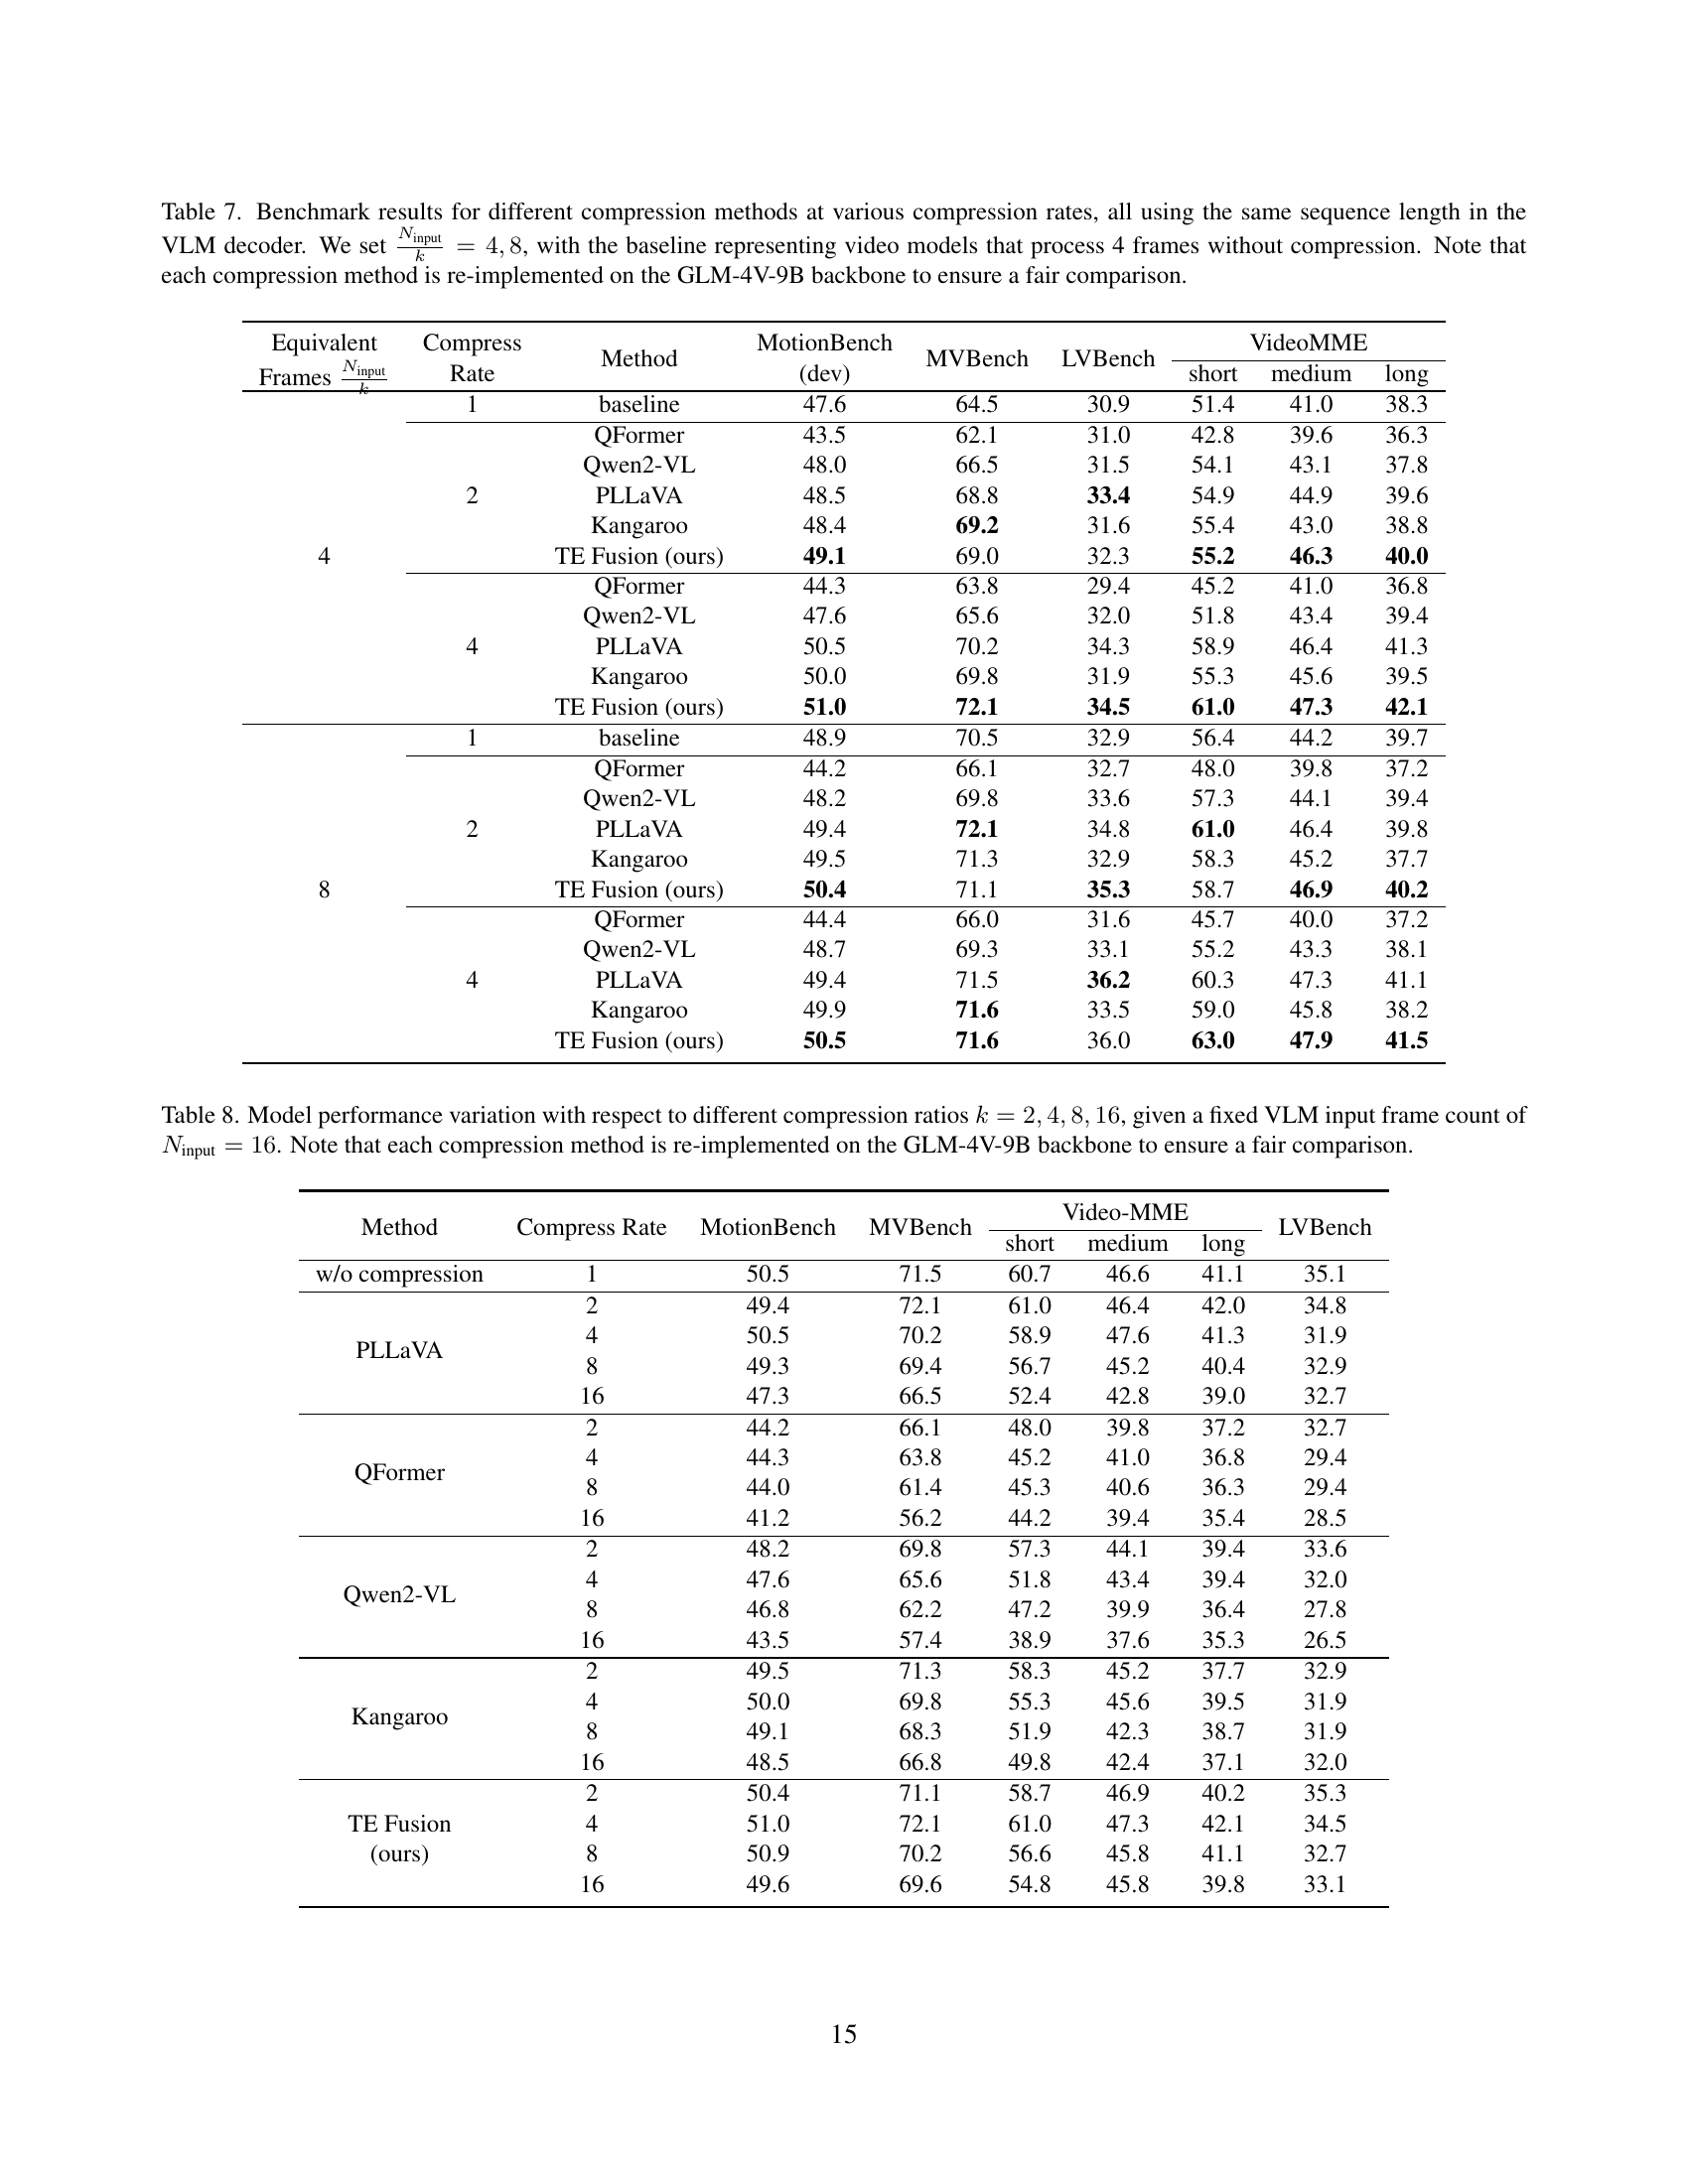 Table 7. Benchmark results for different compression methods at various compression rates, all using the same sequence length in the
VLM decoder. We set N_input/k = 4, 8, with the baseline representing video models that process 4 frames without compression. Note that
each compression method is re-implemented on the GLM-4V-9B backbone to ensure a fair comparison.
Equivalent Frames N_input/k | Compress Rate | Method | MotionBench (dev) | MVBench | LVBench | VideoMME short | medium | long
4
1 baseline 47.6 64.5 30.9 51.4 41.0 38.3
2
QFormer 43.5 62.1 31.0 42.8 39.6 36.3
Qwen2-VL 48.0 66.5 31.5 54.1 43.1 37.8
PLLaVA 48.5 68.8 33.4 54.9 44.9 39.6
Kangaroo 48.4 69.2 31.6 55.4 43.0 38.8
TE Fusion (ours) 49.1 69.0 32.3 55.2 46.3 40.0
4
QFormer 44.3 63.8 29.4 45.2 41.0 36.8
Qwen2-VL 47.6 65.6 32.0 51.8 43.4 39.4
PLLaVA 50.5 70.2 34.3 58.9 46.4 41.3
Kangaroo 50.0 69.8 31.9 55.3 45.6 39.5
TE Fusion (ours) 51.0 72.1 34.5 61.0 47.3 42.1
8
1 baseline 48.9 70.5 32.9 56.4 44.2 39.7
2
QFormer 44.2 66.1 32.7 48.0 39.8 37.2
Qwen2-VL 48.2 69.8 33.6 57.3 44.1 39.4
PLLaVA 49.4 72.1 34.8 61.0 46.4 39.8
Kangaroo 49.5 71.3 32.9 58.3 45.2 37.7
TE Fusion (ours) 50.4 71.1 35.3 58.7 46.9 40.2
4
QFormer 44.4 66.0 31.6 45.7 40.0 37.2
Qwen2-VL 48.7 69.3 33.1 55.2 43.3 38.1
PLLaVA 49.4 71.5 36.2 60.3 47.3 41.1
Kangaroo 49.9 71.6 33.5 59.0 45.8 38.2
TE Fusion (ours) 50.5 71.6 36.0 63.0 47.9 41.5
Table 8. Model performance variation with respect to different compression ratios k = 2, 4, 8, 16, given a fixed VLM input frame count of
N_input = 16. Note that each compression method is re-implemented on the GLM-4V-9B backbone to ensure a fair comparison.
Method | Compress Rate | MotionBench | MVBench | Video-MME short | medium | long | LVBench
w/o compression 1 50.5 71.5 60.7 46.6 41.1 35.1
PLLaVA
2 49.4 72.1 61.0 46.4 42.0 34.8
4 50.5 70.2 58.9 47.6 41.3 31.9
8 49.3 69.4 56.7 45.2 40.4 32.9
16 47.3 66.5 52.4 42.8 39.0 32.7
QFormer
2 44.2 66.1 48.0 39.8 37.2 32.7
4 44.3 63.8 45.2 41.0 36.8 29.4
8 44.0 61.4 45.3 40.6 36.3 29.4
16 41.2 56.2 44.2 39.4 35.4 28.5
Qwen2-VL
2 48.2 69.8 57.3 44.1 39.4 33.6
4 47.6 65.6 51.8 43.4 39.4 32.0
8 46.8 62.2 47.2 39.9 36.4 27.8
16 43.5 57.4 38.9 37.6 35.3 26.5
Kangaroo
2 49.5 71.3 58.3 45.2 37.7 32.9
4 50.0 69.8 55.3 45.6 39.5 31.9
8 49.1 68.3 51.9 42.3 38.7 31.9
16 48.5 66.8 49.8 42.4 37.1 32.0
TE Fusion
(ours)
2 50.4 71.1 58.7 46.9 40.2 35.3
4 51.0 72.1 61.0 47.3 42.1 34.5
8 50.9 70.2 56.6 45.8 41.1 32.7
16 49.6 69.6 54.8 45.8 39.8 33.1
15